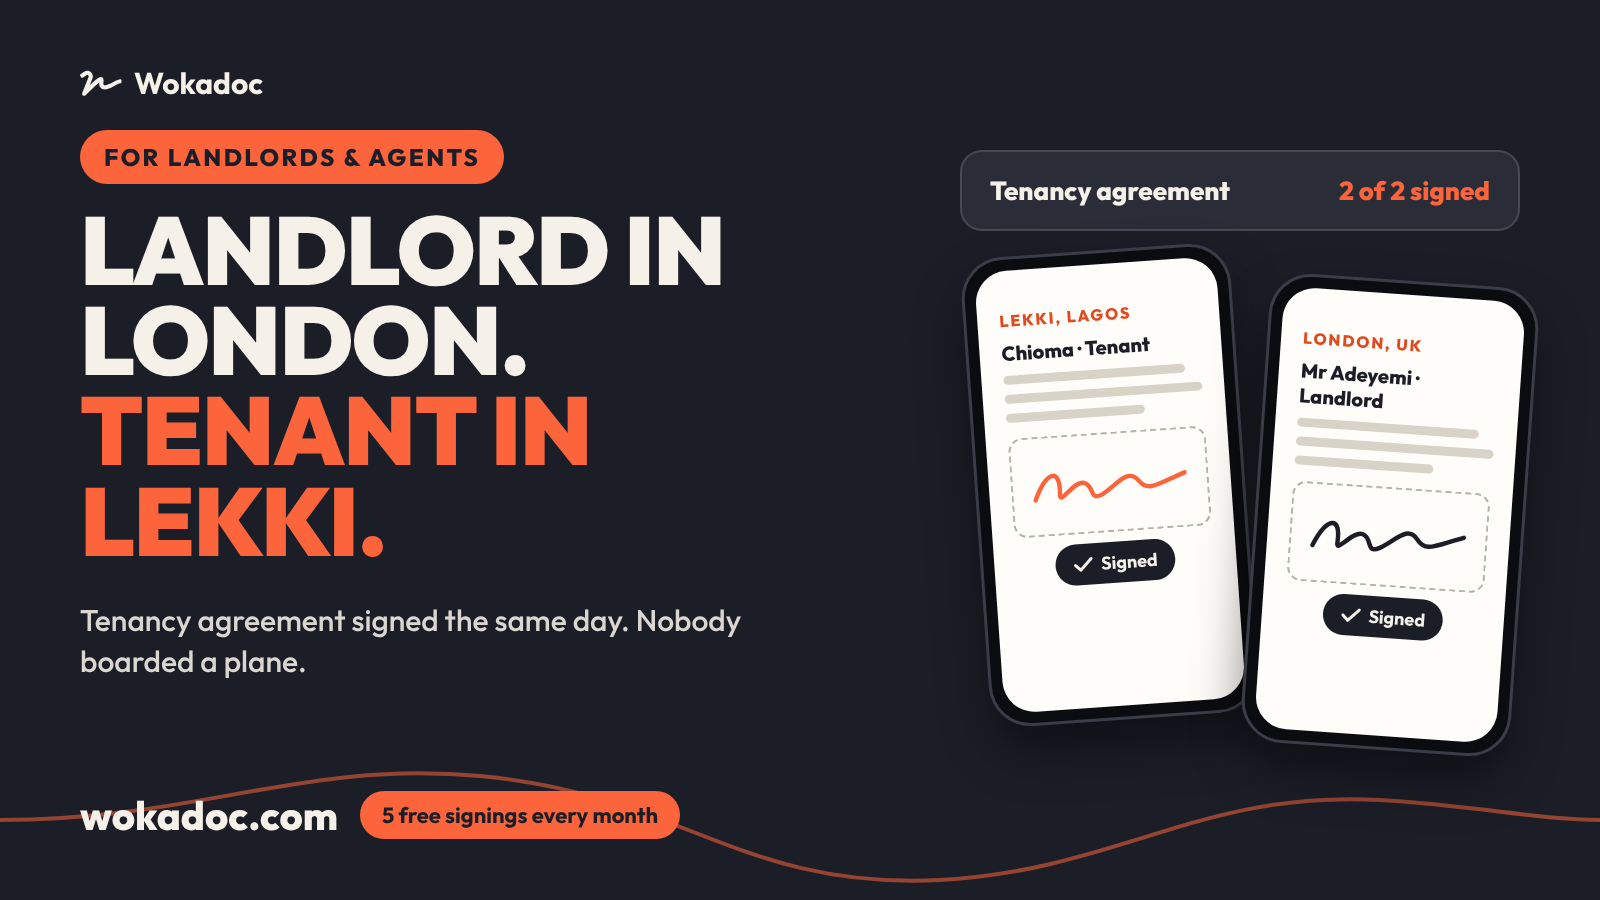 Wokadoc
FOR LANDLORDS & AGENTS
LANDLORD IN
LONDON.
TENANT IN
LEKKI.
Tenancy agreement signed the same day. Nobody
boarded a plane.
wokadoc.com
5 free signings every month
Tenancy agreement
2 of 2 signed
LEKKI, LAGOS
Chioma · Tenant
Signed
LONDON, UK
Mr Adeyemi ·
Landlord
Signed